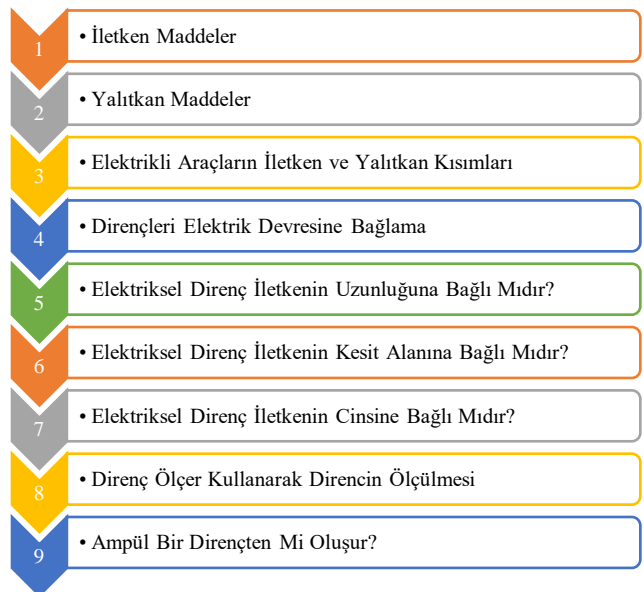 1 • İletken Maddeler
2 • Yalıtkan Maddeler
3 • Elektrikli Araçların İletken ve Yalıtkan Kısımları
4 • Dirençleri Elektrik Devresine Bağlama
5 • Elektriksel Direnç İletkenin Uzunluğuna Bağlı Mıdır?
6 • Elektriksel Direnç İletkenin Kesit Alanına Bağlı Mıdır?
7 • Elektriksel Direnç İletkenin Cinsine Bağlı Mıdır?
8 • Direnç Ölçer Kullanarak Direncin Ölçülmesi
9 • Ampül Bir Dirençten Mi Oluşur?